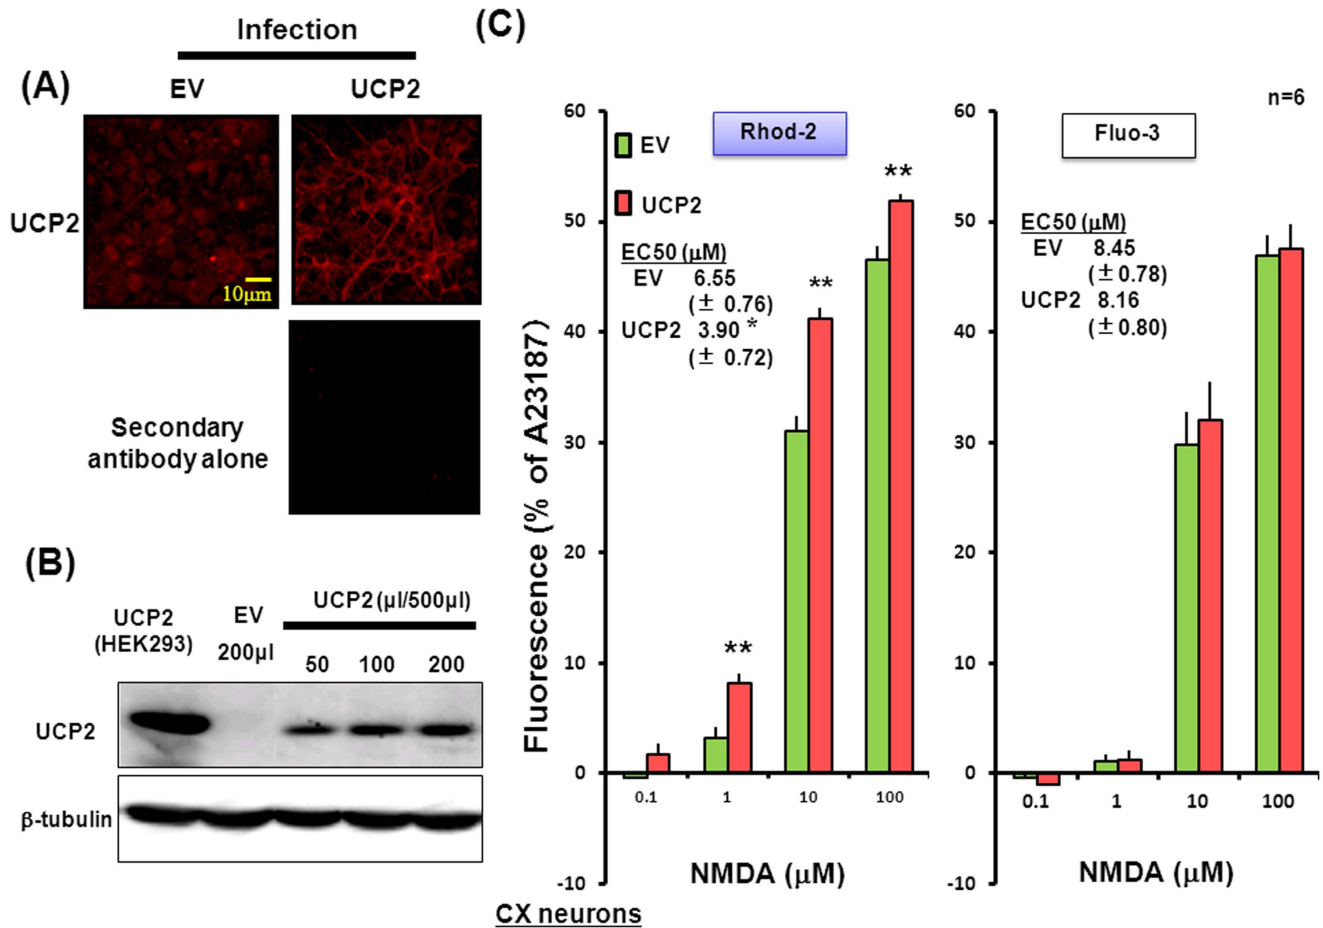 Infection
(A)
EV
UCP2
UCP2
10μm
Secondary
antibody alone
(B)
UCP2
(HEK293)
EV
200μl
UCP2 (μl/500μl)
50 100 200
UCP2
β-tubulin
(C)
Fluorescence (% of A23187)
60
50
40
30
20
10
0
-10
Rhod-2
EV
UCP2
EC50 (μM)
EV 6.55
(± 0.76)
UCP2 3.90 *
(± 0.72)
**
**
**
0.1 1 10 100
NMDA (μM)
CX neurons
n=6
60
50
40
30
20
10
0
-10
Fluo-3
EC50 (μM)
EV 8.45
(± 0.78)
UCP2 8.16
(± 0.80)
0.1 1 10 100
NMDA (μM)